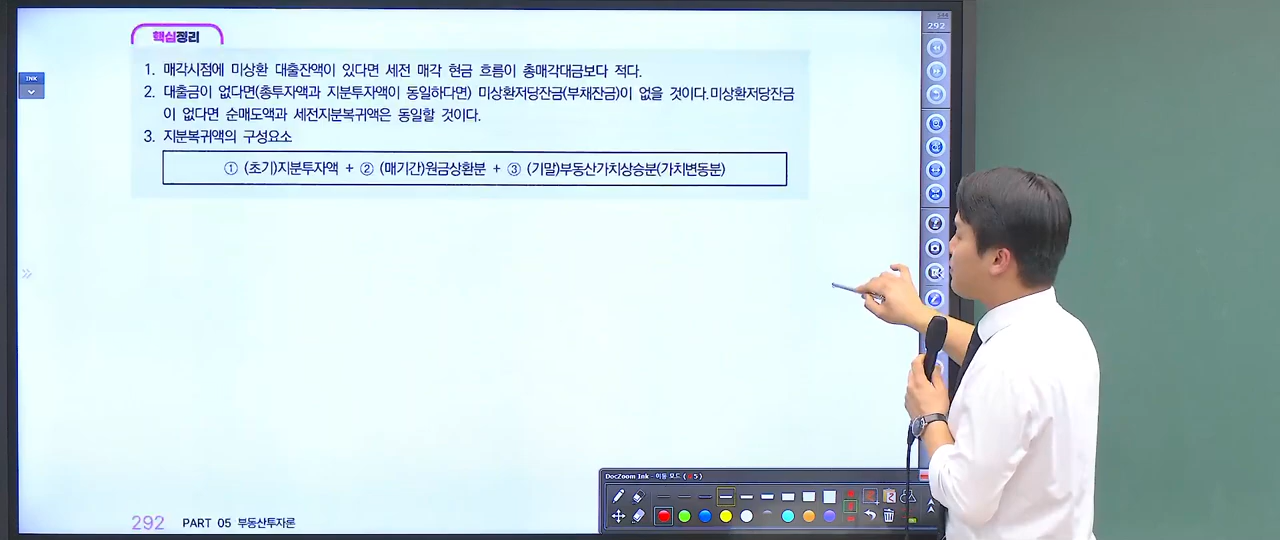 핵심정리
344
292
INK
1. 매각시점에 미상환 대출잔액이 있다면 세전 매각 현금 흐름이 총매각대금보다 적다.
2. 대출금이 없다면(총투자액과 지분투자액이 동일하다면) 미상환저당잔금(부채잔금)이 없을 것이다.미상환저당잔금
이 없다면 순매도액과 세전지분복귀액은 동일할 것이다.
3. 지분복귀액의 구성요소
① (초기)지분투자액 + ② (매기간)원금상환분 + ③ (기말)부동산가치상승분(가치변동분)
DocZoom Ink - 이동 모드 ( 5)
292 PART 05 부동산투자론